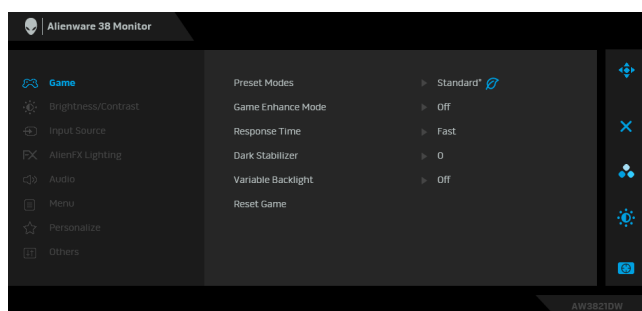 Alienware 38 Monitor
Game
Preset Modes Standard*
Brightness/Contrast
Game Enhance Mode Off
Input Source
Response Time Fast
FX AlienFX Lighting
Dark Stabilizer 0
Audio
Variable Backlight Off
Menu
Reset Game
Personalize
Others
AW3821DW